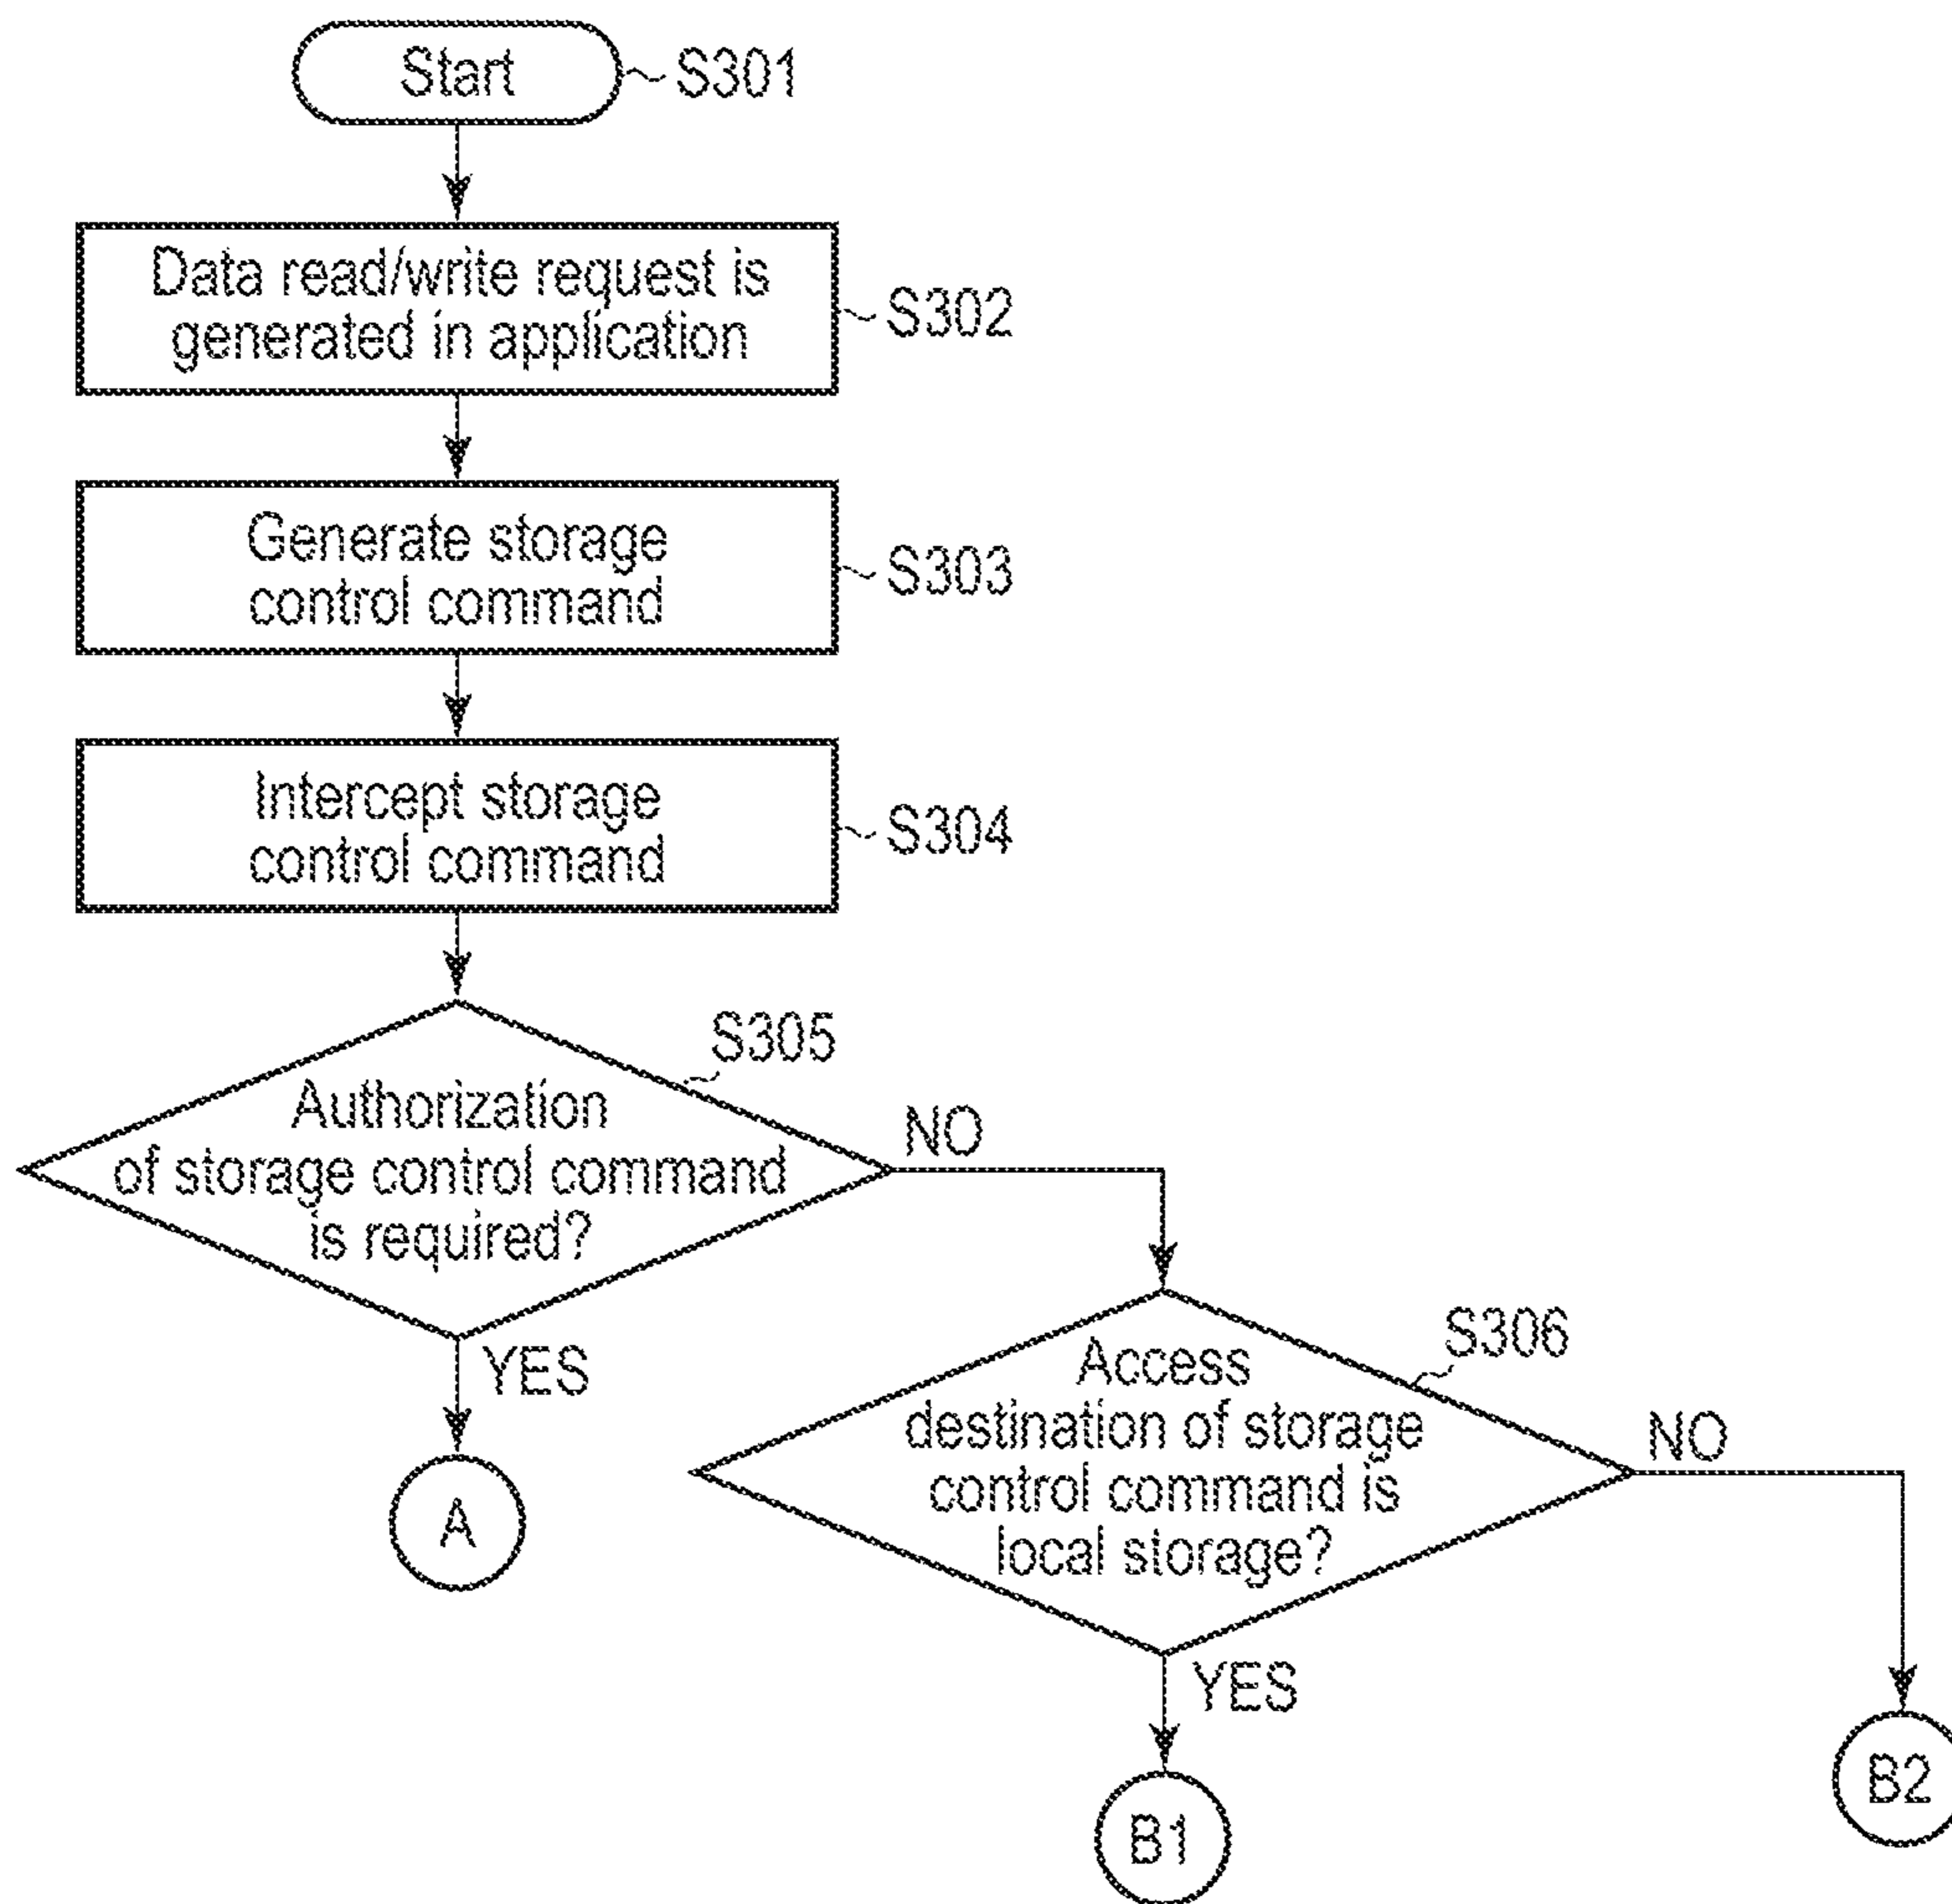 Start
S301
Data read/write request is
generated in application
S302
Generate storage
control command
S303
Intercept storage
control command
S304
S305
Authorization
of storage control command
is required?
NO
YES
A
S306
Access
destination of storage
control command is
local storage?
NO
YES
B1
B2